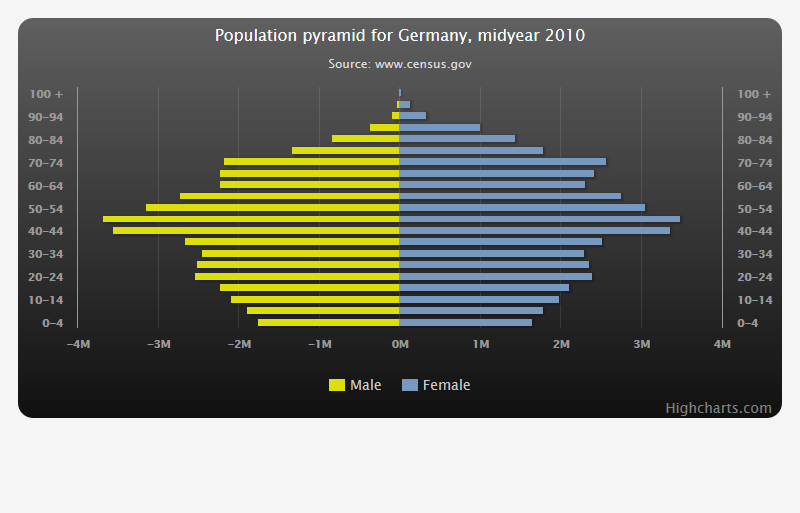 Population pyramid for Germany, midyear 2010
Source: www.census.gov
100 + 100 +
90–94 90–94
80–84 80–84
70–74 70–74
60–64 60–64
50–54 50–54
40–44 40–44
30–34 30–34
20–24 20–24
10–14 10–14
0–4 0–4
−4M −3M −2M −1M 0M 1M 2M 3M 4M
Male Female
Highcharts.com